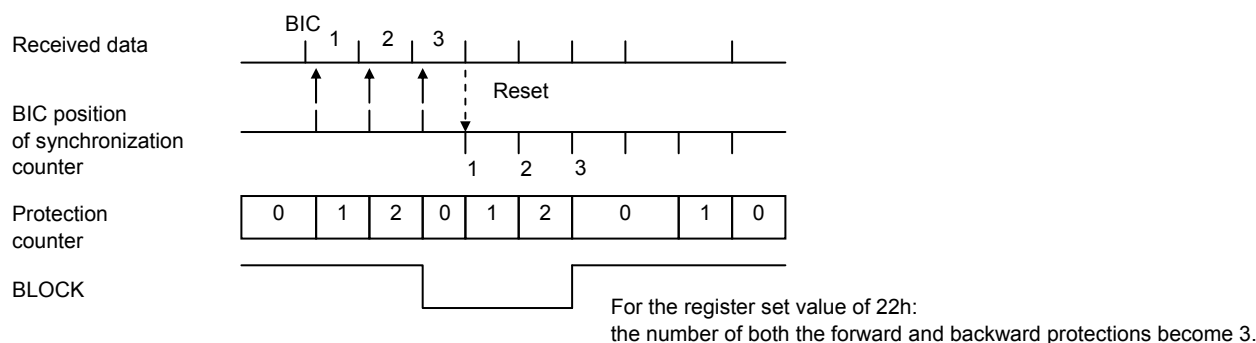 BIC
Received data
1 2 3
Reset
BIC position
of synchronization
counter
1 2 3
Protection
counter
0 1 2 0 1 2 0 1 0
BLOCK
For the register set value of 22h:
the number of both the forward and backward protections become 3.